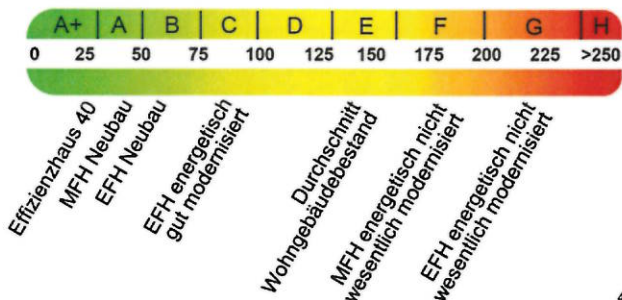 A+ A B C D E F G H
0 25 50 75 100 125 150 175 200 225 >250
Effizienzhaus 40
MFH Neubau
EFH Neubau
EFH energetisch
gut modernisiert
Durchschnitt
Wohngebäudebestand
MFH energetisch nicht
wesentlich modernisiert
EFH energetisch nicht
wesentlich modernisiert